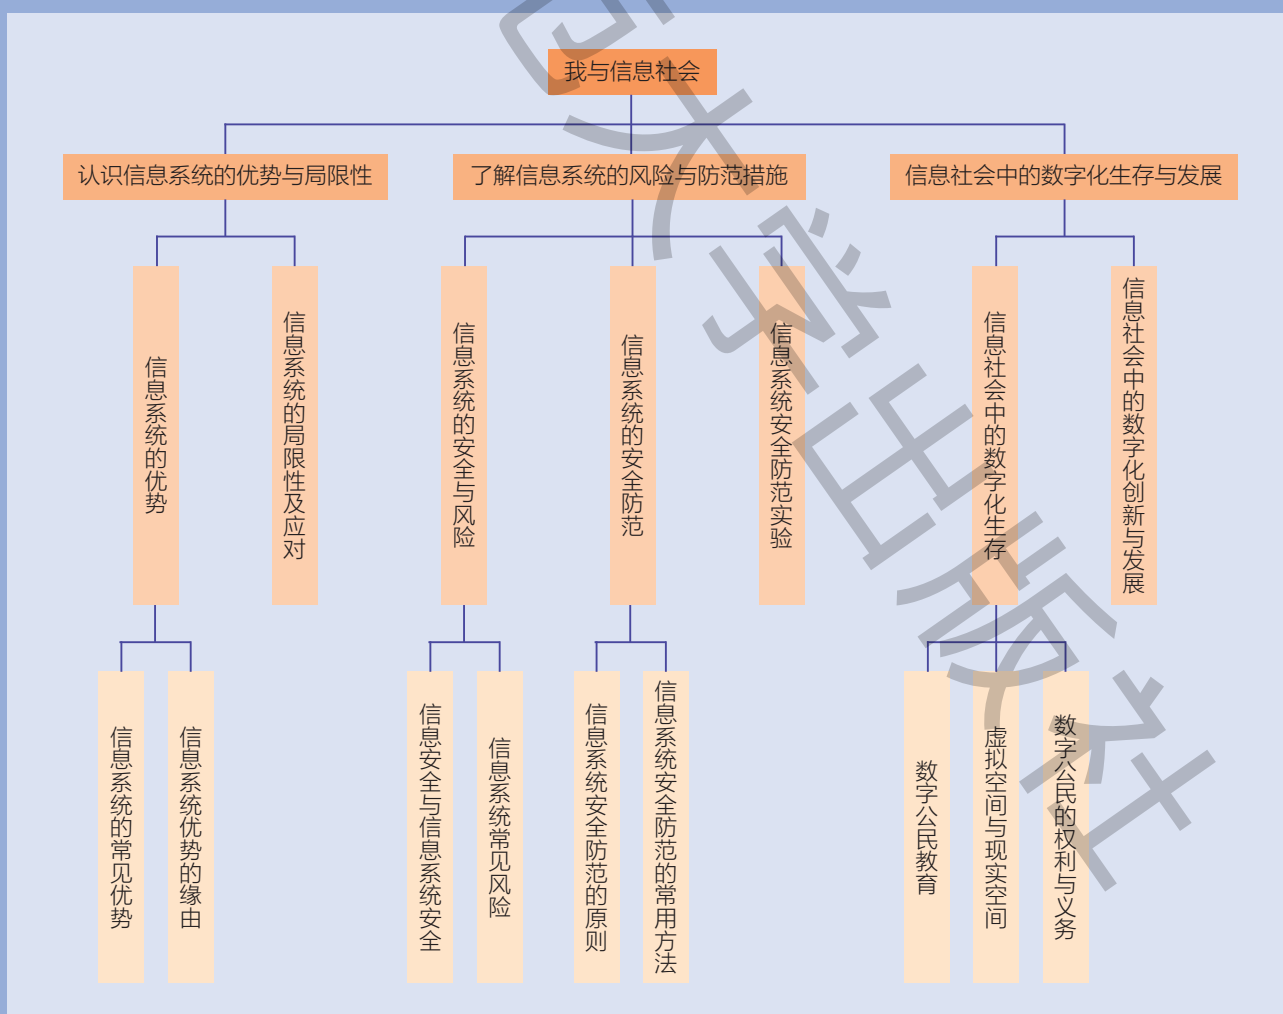 我与信息社会
认识信息系统的优势与局限性
了解信息系统的风险与防范措施
信息社会中的数字化生存与发展
信息系统的优势
信息系统的局限性及应对
信息系统的安全与风险
信息系统的安全防范
信息系统安全防范实验
信息社会中的数字化生存
信息社会中的数字化创新与发展
信息系统的常见优势
信息系统优势的缘由
信息安全与信息系统安全
信息系统常见风险
信息系统安全防范的原则
信息系统安全防范的常用方法
数字公民教育
虚拟空间与现实空间
数字公民的权利与义务
大学出版社